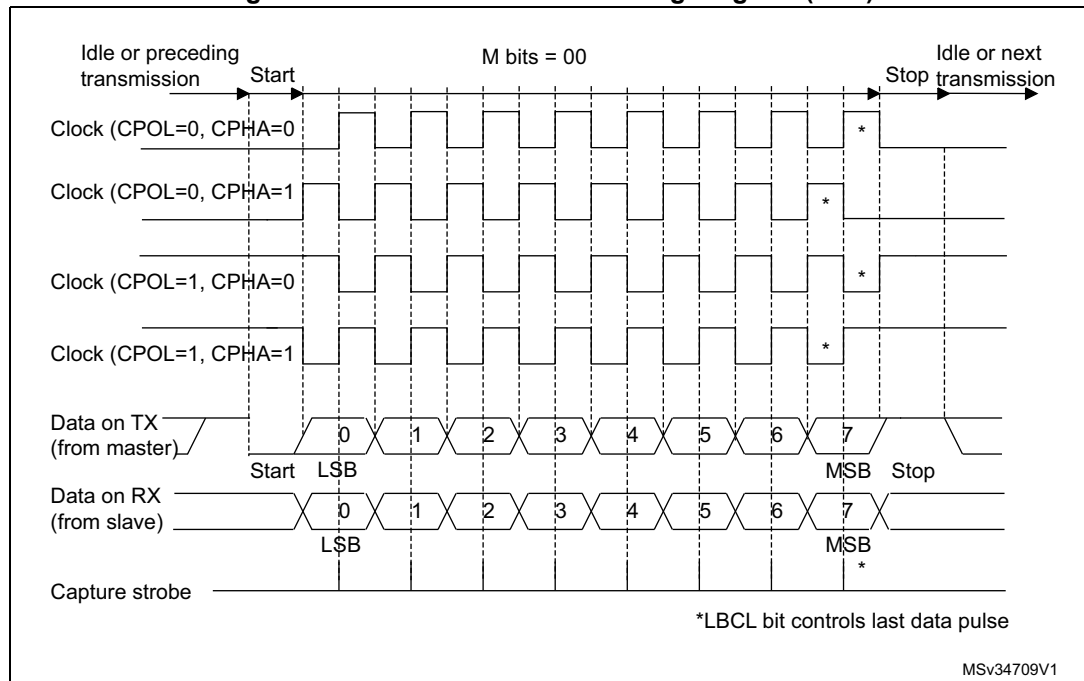 Idle or preceding
transmission
Start
M bits = 00
Stop
Idle or next
transmission
Clock (CPOL=0, CPHA=0
Clock (CPOL=0, CPHA=1
Clock (CPOL=1, CPHA=0
Clock (CPOL=1, CPHA=1
*
*
*
*
Data on TX
(from master)
0 1 2 3 4 5 6 7
Start LSB MSB Stop
Data on RX
(from slave)
0 1 2 3 4 5 6 7
LSB MSB
*
Capture strobe
*LBCL bit controls last data pulse
MSv34709V1